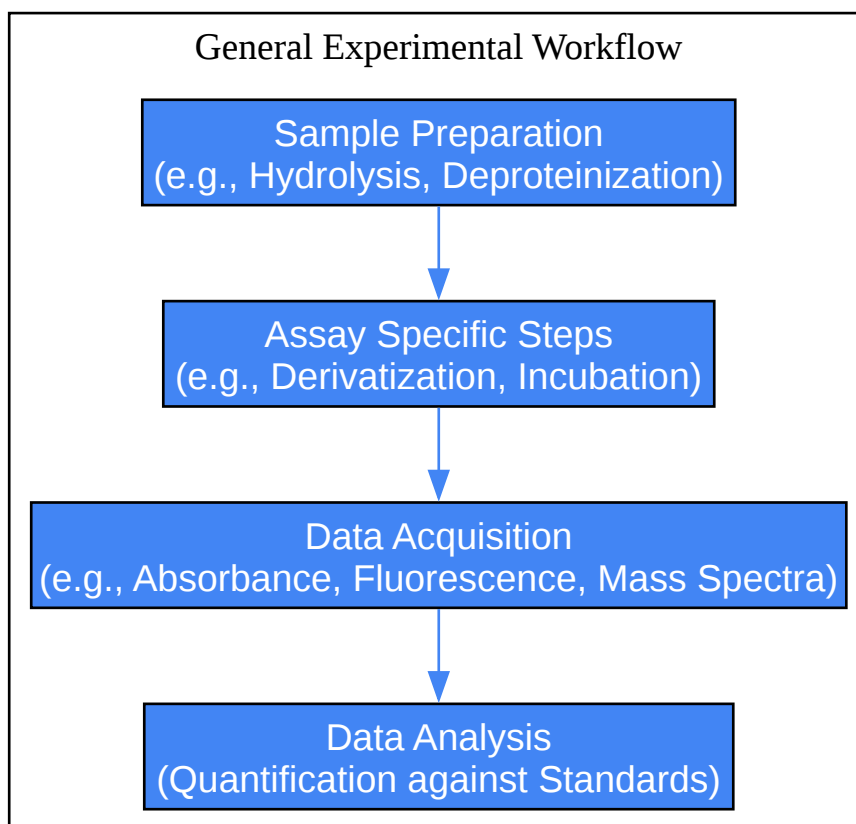 General Experimental Workflow
Sample Preparation
(e.g., Hydrolysis, Deproteinization)
Assay Specific Steps
(e.g., Derivatization, Incubation)
Data Acquisition
(e.g., Absorbance, Fluorescence, Mass Spectra)
Data Analysis
(Quantification against Standards)